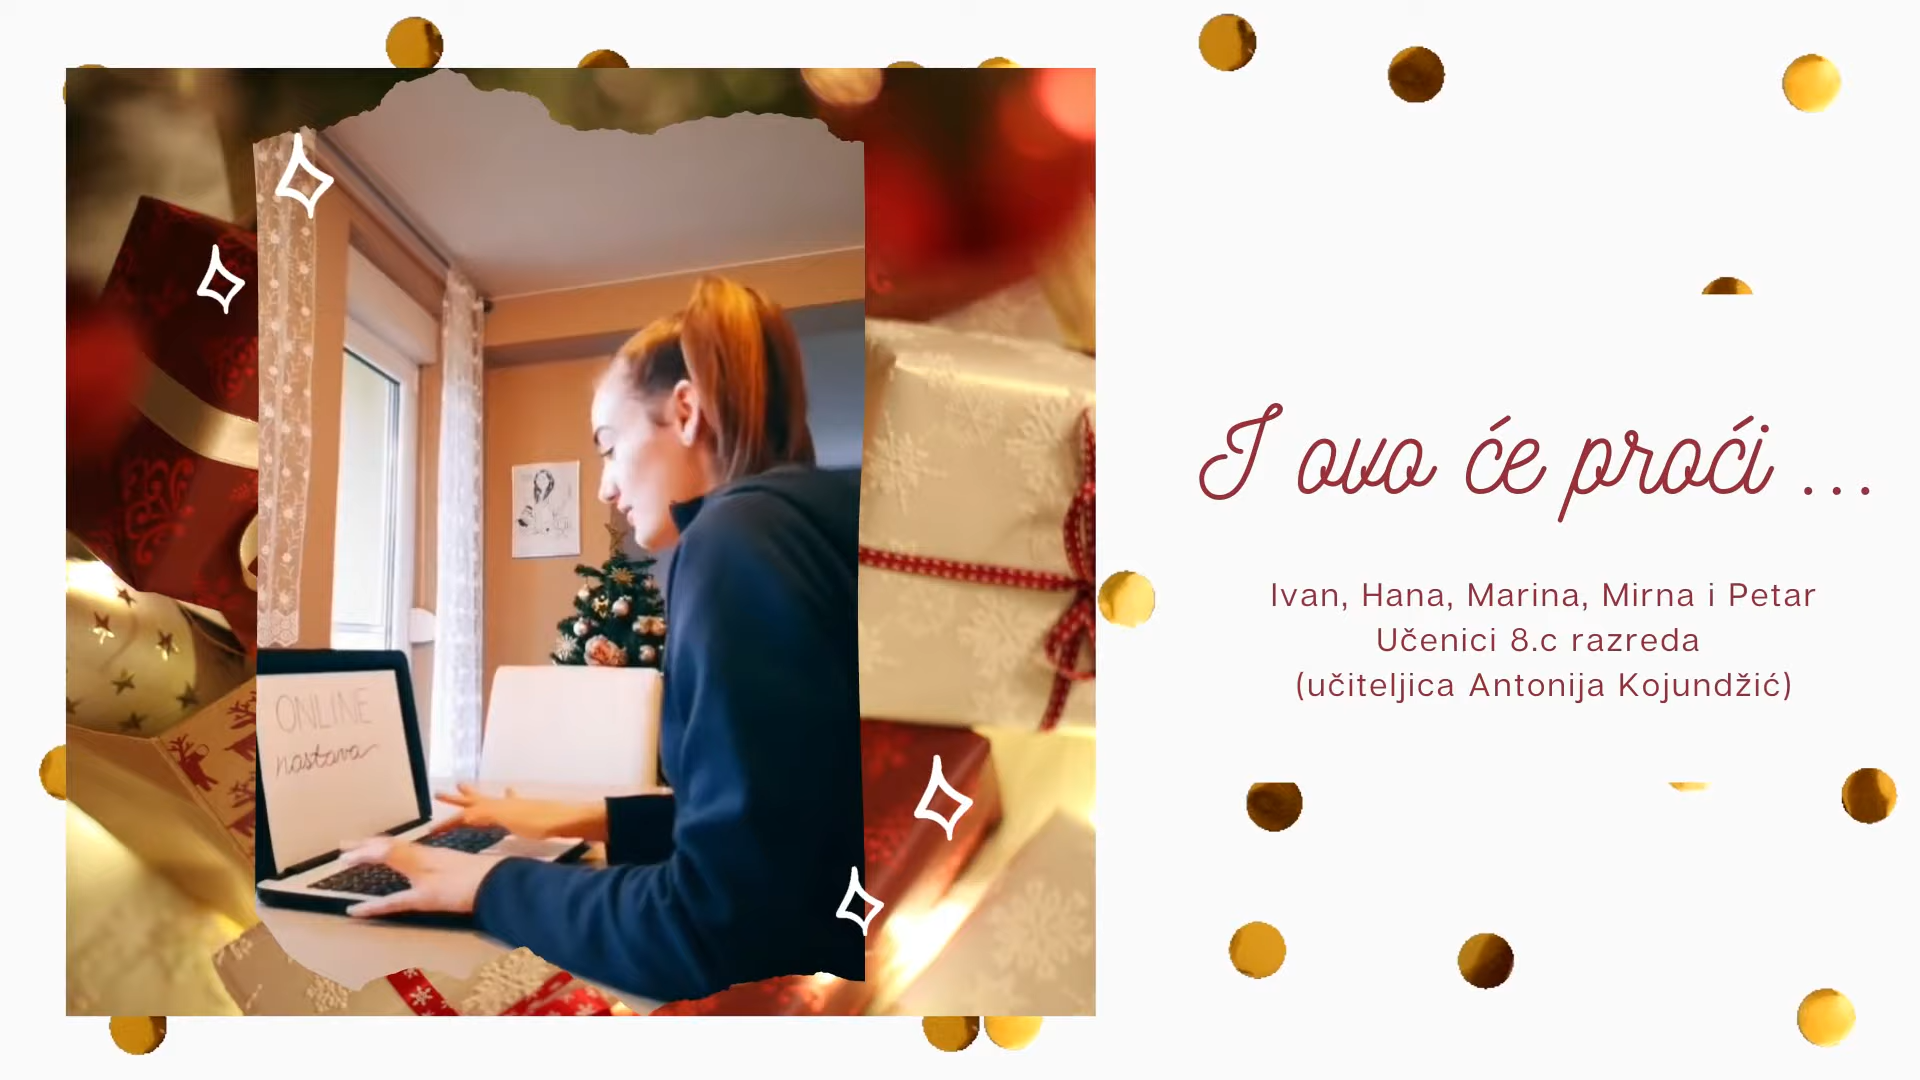 ONLINE
nastava
I ovo će proći ...
Ivan, Hana, Marina, Mirna i Petar
Učenici 8.c razreda
(učiteljica Antonija Kojundžić)